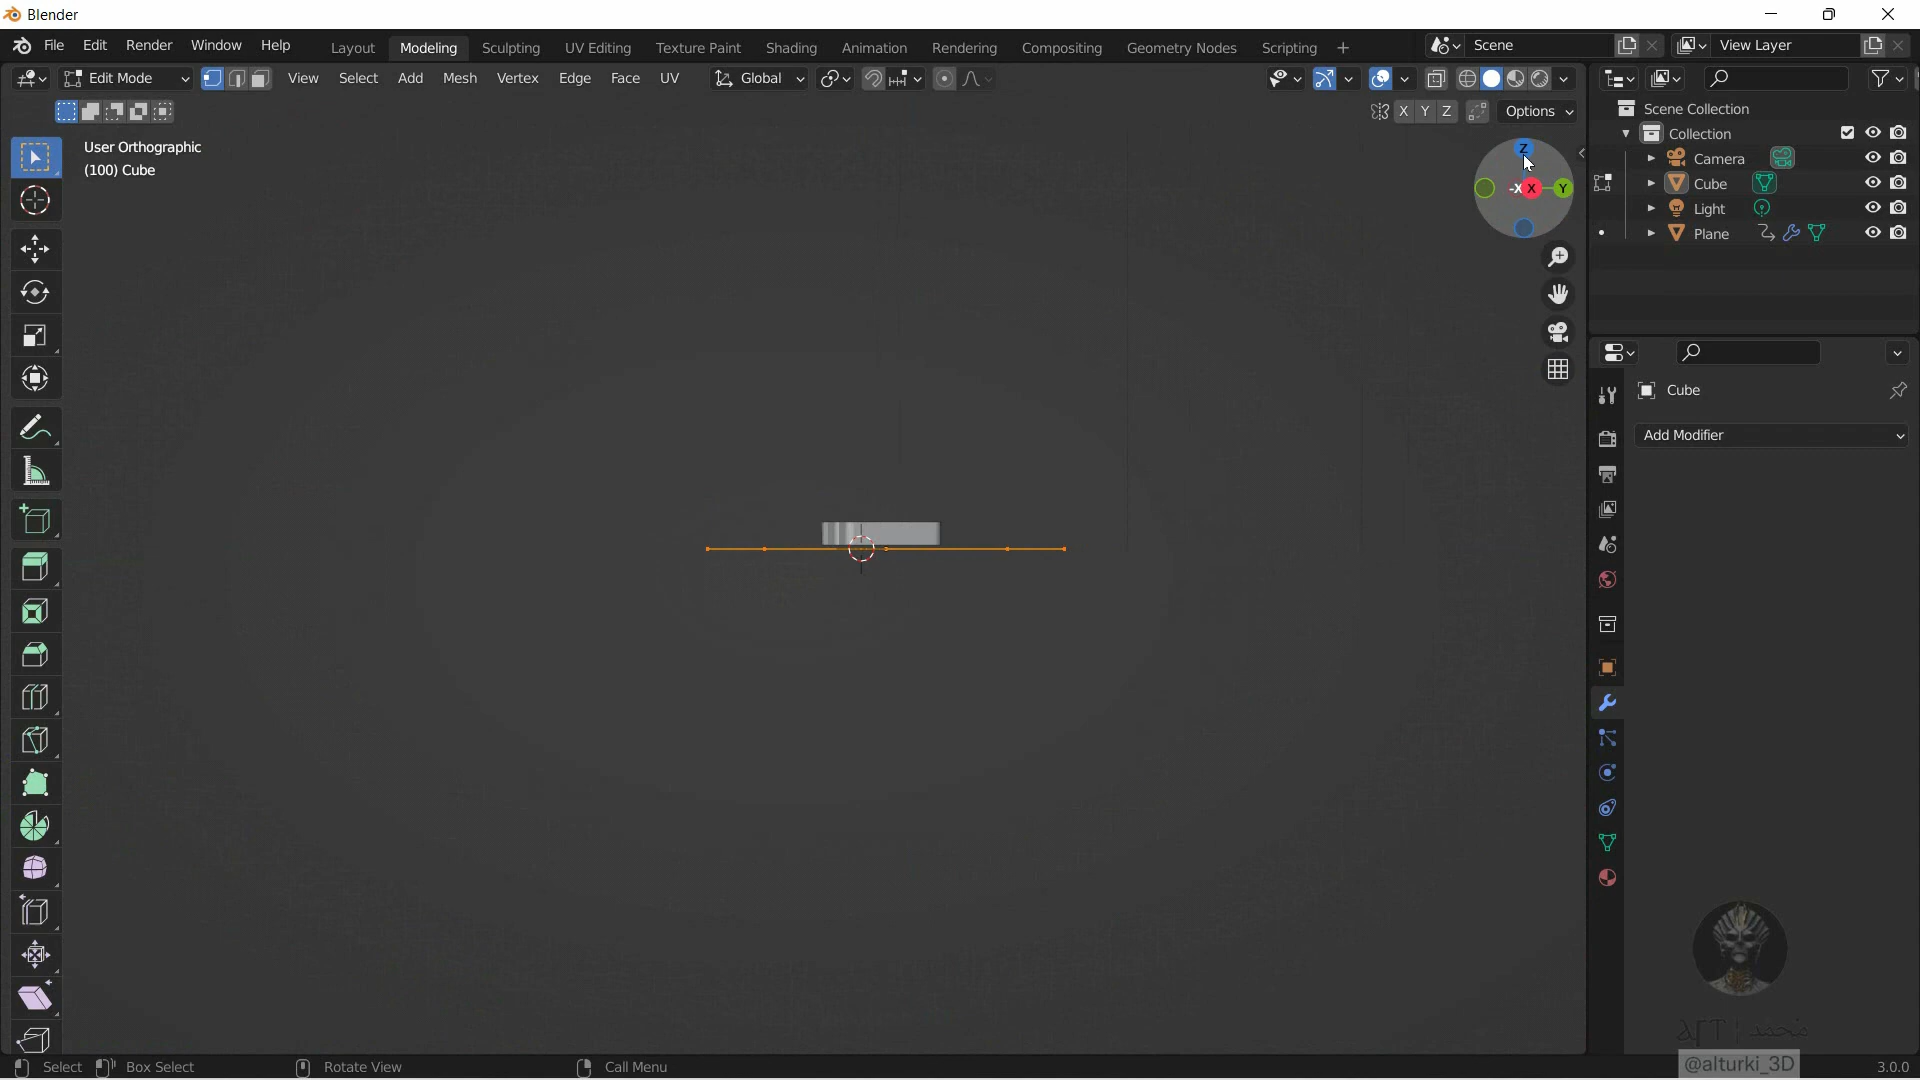 Blender
File Edit Render Window Help Layout Modeling Sculpting UV Editing Texture Paint Shading Animation Rendering Compositing Geometry Nodes Scripting + Scene View Layer
Edit Mode View Select Add Mesh Vertex Edge Face UV Global
X Y Z Options
User Orthographic
(100) Cube
Z
-X X Y
Scene Collection
Collection
Camera
Cube
Light
Plane
Cube
Add Modifier
@alturki_3D
Select Box Select Rotate View Call Menu 3.0.0